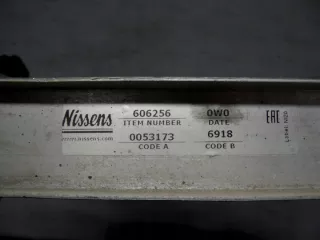 Nissens
www.nissens.com
606256
ITEM NUMBER
0053173
CODE A
0W0
DATE
6918
CODE B
EAC